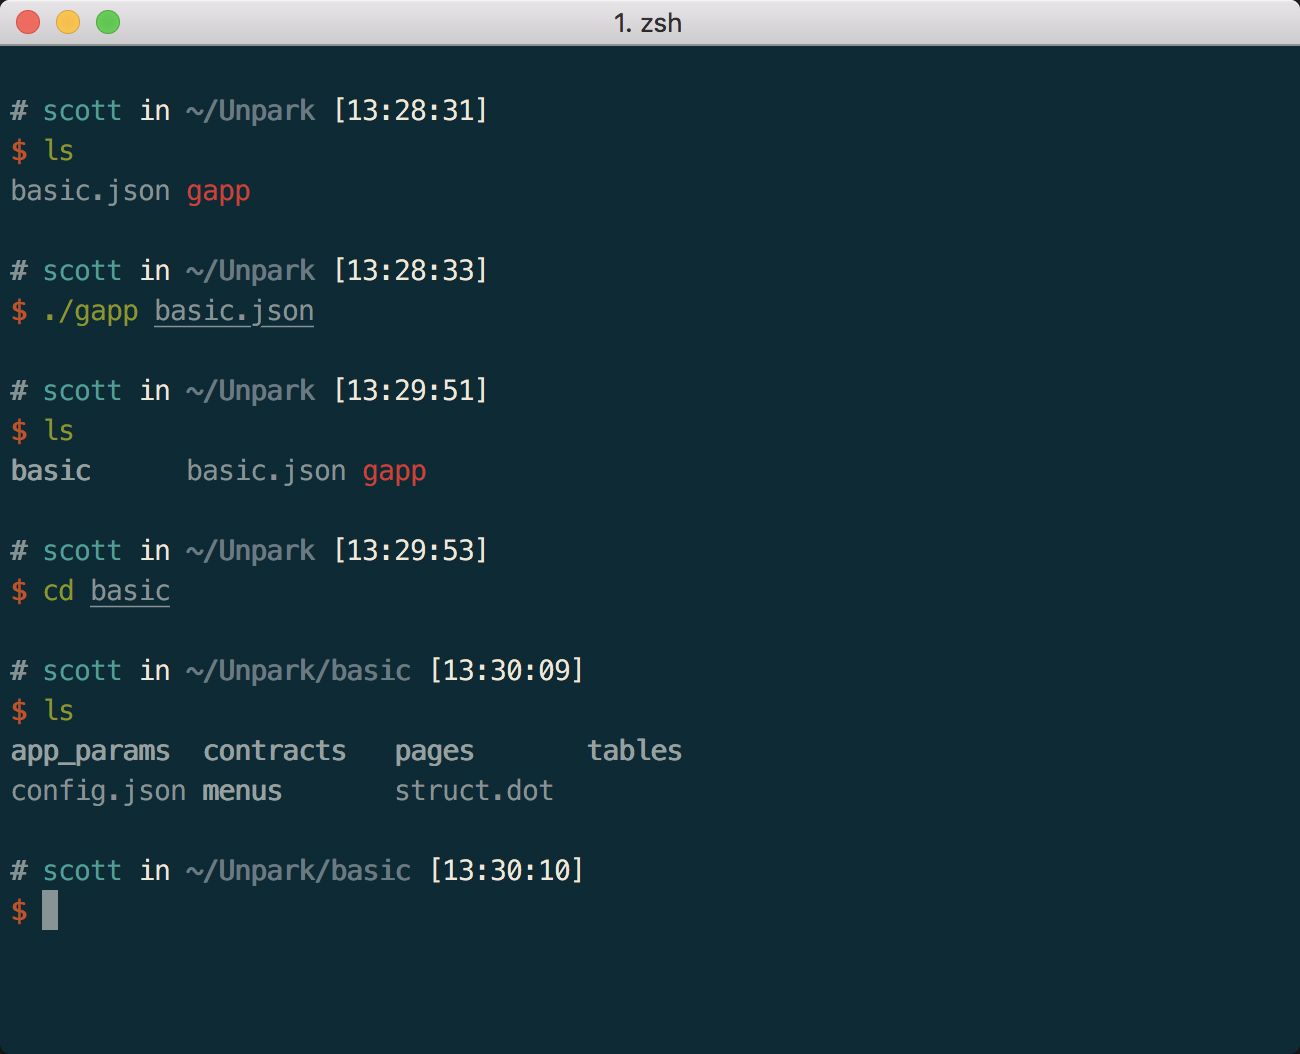 1. zsh
# scott in ~/Unpark [13:28:31]
$ ls
basic.json gapp
# scott in ~/Unpark [13:28:33]
$ ./gapp basic.json
# scott in ~/Unpark [13:29:51]
$ ls
basic      basic.json gapp
# scott in ~/Unpark [13:29:53]
$ cd basic
# scott in ~/Unpark/basic [13:30:09]
$ ls
app_params  contracts   pages       tables
config.json menus       struct.dot
# scott in ~/Unpark/basic [13:30:10]
$